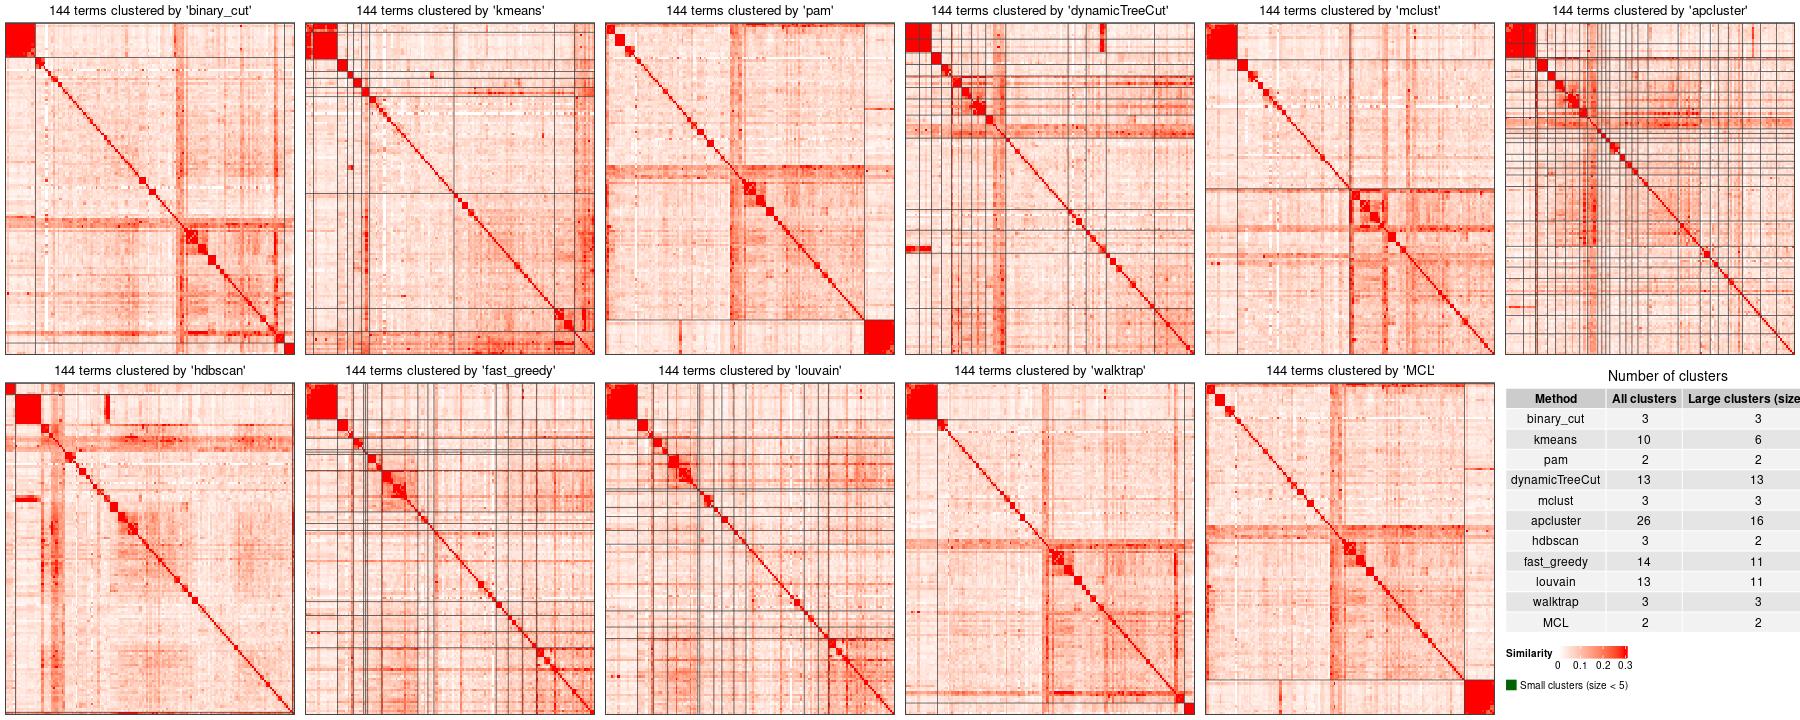 144 terms clustered by 'binary_cut'
144 terms clustered by 'kmeans'
144 terms clustered by 'pam'
144 terms clustered by 'dynamicTreeCut'
144 terms clustered by 'mclust'
144 terms clustered by 'apcluster'
144 terms clustered by 'hdbscan'
144 terms clustered by 'fast_greedy'
144 terms clustered by 'louvain'
144 terms clustered by 'walktrap'
144 terms clustered by 'MCL'
Number of clusters
Method All clusters Large clusters (size
binary_cut 3 3
kmeans 10 6
pam 2 2
dynamicTreeCut 13 13
mclust 3 3
apcluster 26 16
hdbscan 3 2
fast_greedy 14 11
louvain 13 11
walktrap 3 3
MCL 2 2
Similarity
0 0.1 0.2 0.3
Small clusters (size < 5)